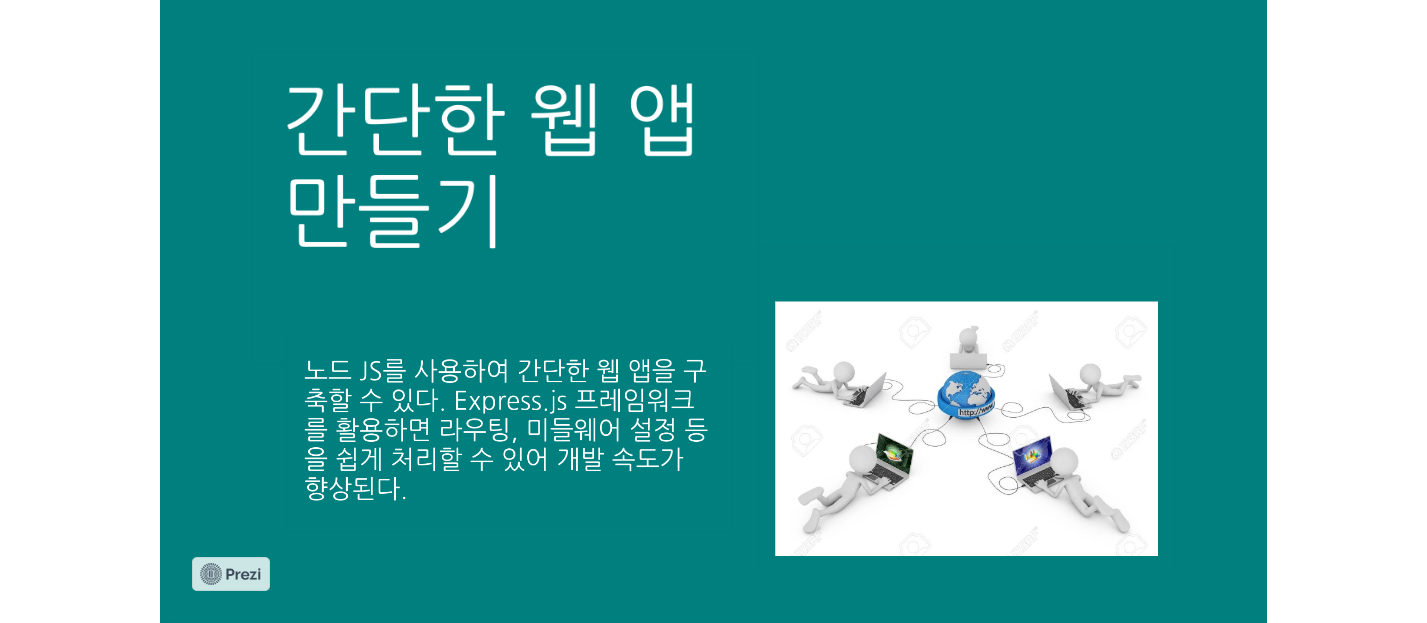 간단한 웹 앱
만들기
노드 JS를 사용하여 간단한 웹 앱을 구
축할 수 있다. Express.js 프레임워크
를 활용하면 라우팅, 미들웨어 설정 등
을 쉽게 처리할 수 있어 개발 속도가
향상된다.
http://www
Prezi